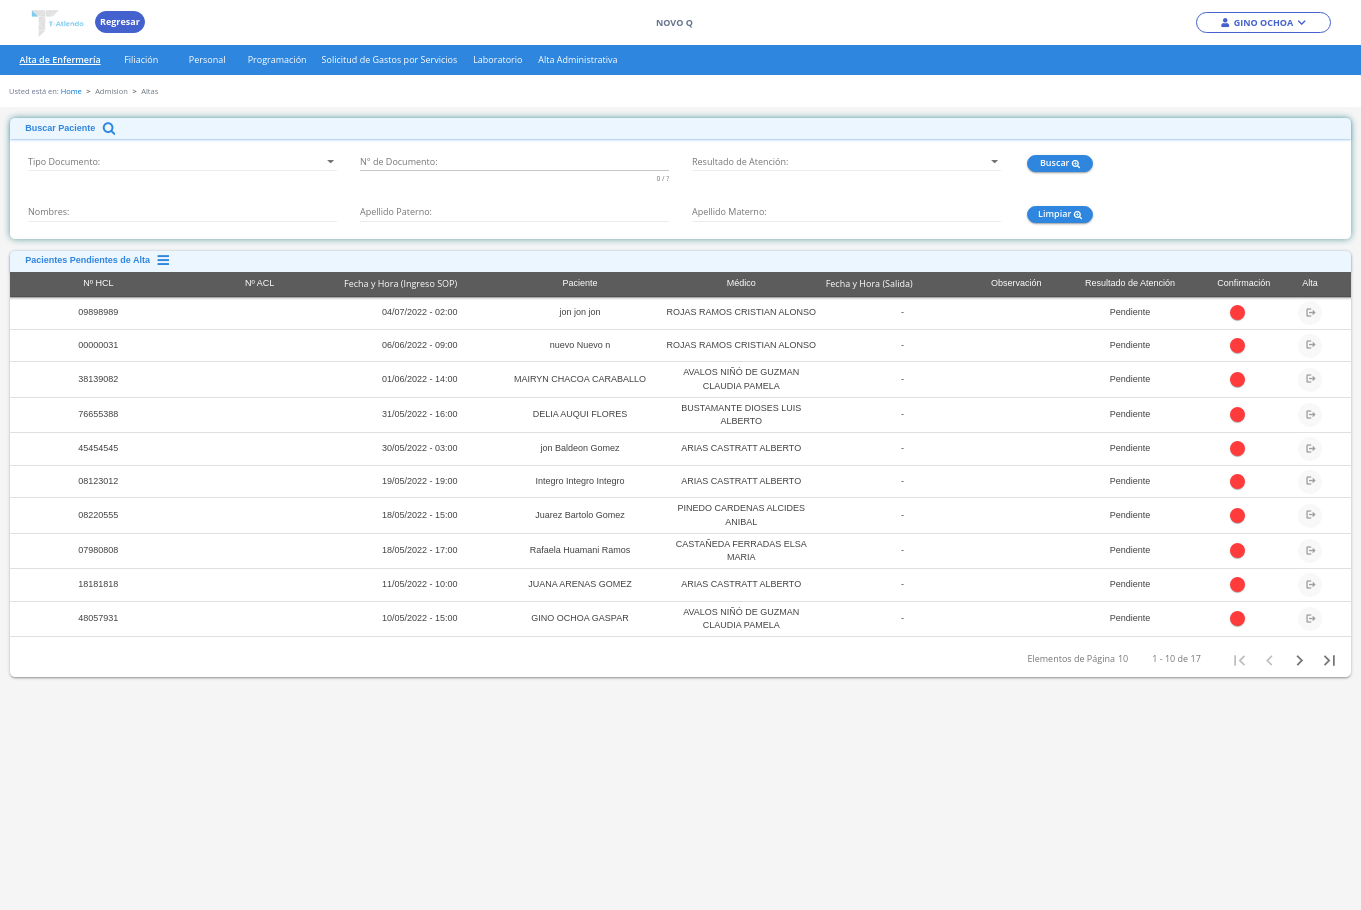 T-Atiendo Regresar NOVO Q GINO OCHOA
Alta de Enfermería Filiación Personal Programación Solicitud de Gastos por Servicios Laboratorio Alta Administrativa
Usted está en: Home > Admision > Altas
Buscar Paciente
Tipo Documento: N° de Documento: Resultado de Atención: Buscar
0 / ?
Nombres: Apellido Paterno: Apellido Materno: Limpiar
Pacientes Pendientes de Alta
Nº HCL Nº ACL Fecha y Hora (Ingreso SOP) Paciente Médico Fecha y Hora (Salida) Observación Resultado de Atención Confirmación Alta
09898989 04/07/2022 - 02:00 jon jon jon ROJAS RAMOS CRISTIAN ALONSO - Pendiente
00000031 06/06/2022 - 09:00 nuevo Nuevo n ROJAS RAMOS CRISTIAN ALONSO - Pendiente
38139082 01/06/2022 - 14:00 MAIRYN CHACOA CARABALLO AVALOS NIÑO DE GUZMAN - Pendiente
CLAUDIA PAMELA
76655388 31/05/2022 - 16:00 DELIA AUQUI FLORES BUSTAMANTE DIOSES LUIS - Pendiente
ALBERTO
45454545 30/05/2022 - 03:00 jon Baldeon Gomez ARIAS CASTRATT ALBERTO - Pendiente
08123012 19/05/2022 - 19:00 Integro Integro Integro ARIAS CASTRATT ALBERTO - Pendiente
08220555 18/05/2022 - 15:00 Juarez Bartolo Gomez PINEDO CARDENAS ALCIDES - Pendiente
ANIBAL
07980808 18/05/2022 - 17:00 Rafaela Huamani Ramos CASTAÑEDA FERRADAS ELSA - Pendiente
MARIA
18181818 11/05/2022 - 10:00 JUANA ARENAS GOMEZ ARIAS CASTRATT ALBERTO - Pendiente
48057931 10/05/2022 - 15:00 GINO OCHOA GASPAR AVALOS NIÑO DE GUZMAN - Pendiente
CLAUDIA PAMELA
Elementos de Página 10 1 - 10 de 17